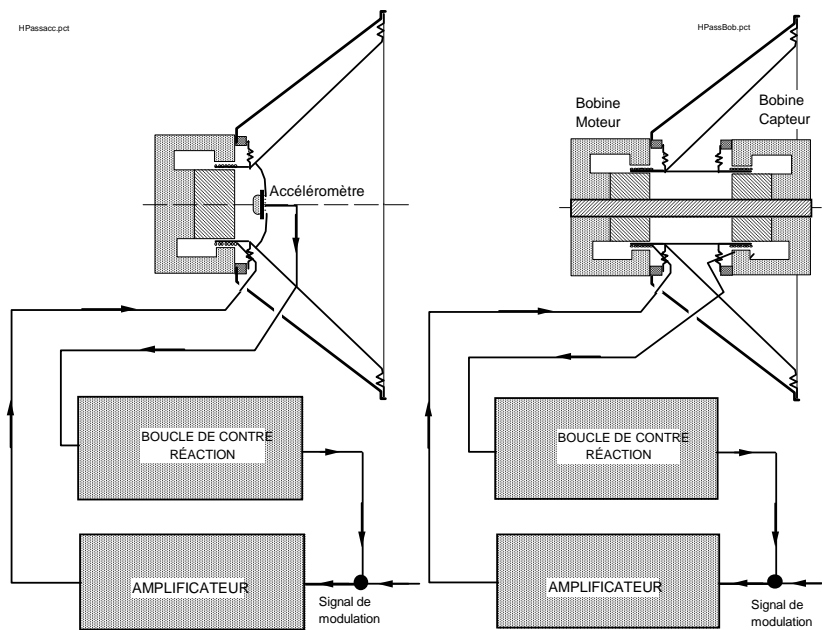 HPassacc.pct
Accéléromètre
BOUCLE DE CONTRE
RÉACTION
AMPLIFICATEUR
Signal de
modulation
HPassBob.pct
Bobine
Moteur
Bobine
Capteur
BOUCLE DE CONTRE
RÉACTION
AMPLIFICATEUR
Signal de
modulation